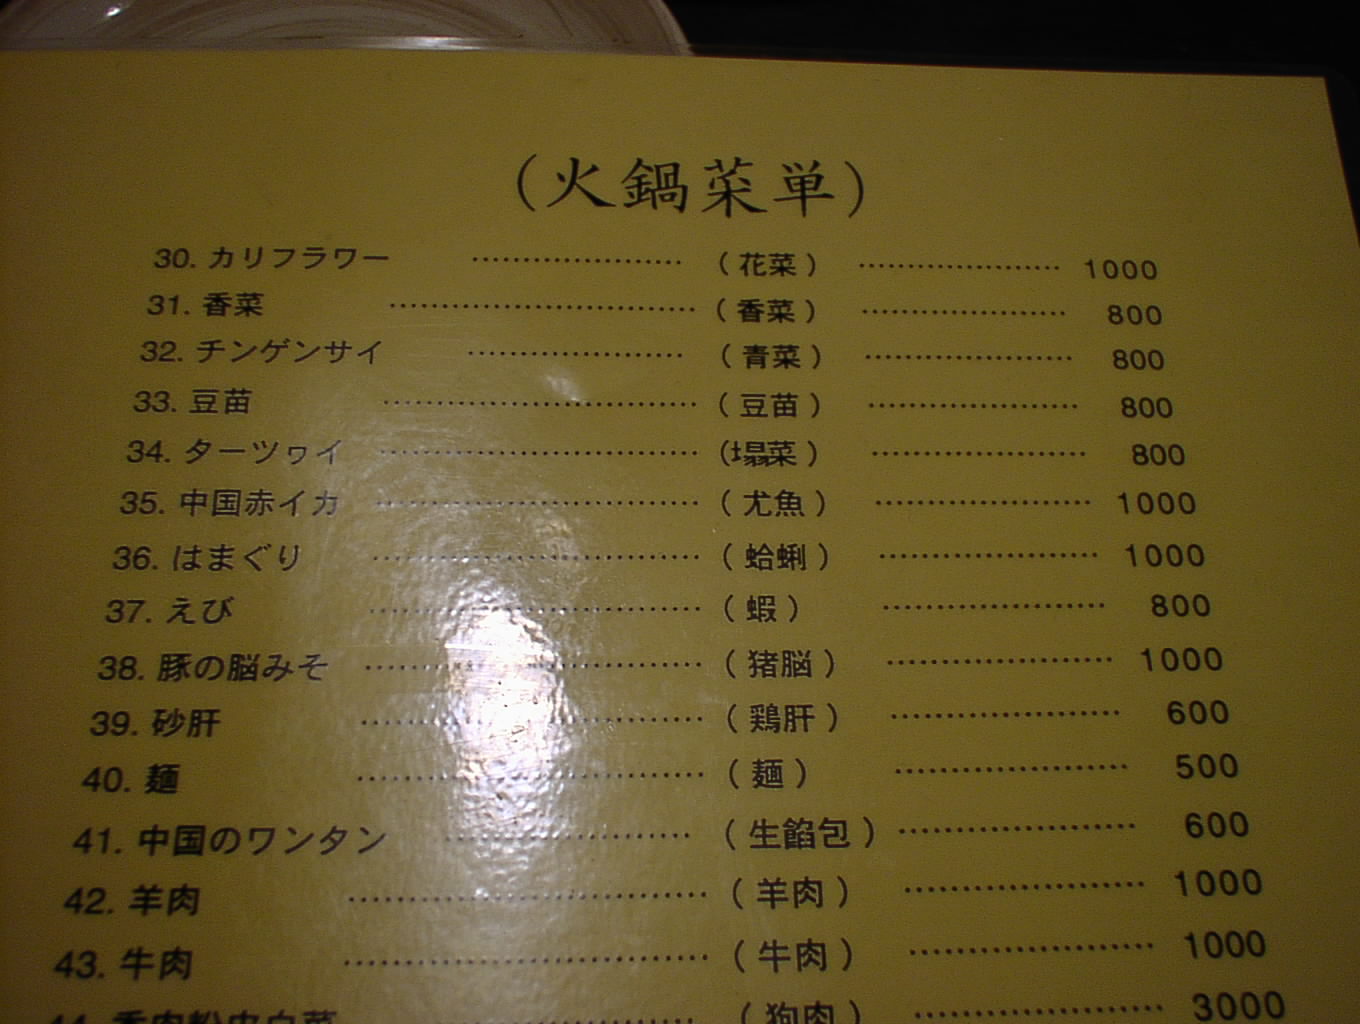 (火鍋菜単)
30. カリフラワー ………………… (花菜) ………………… 1000
31. 香菜 ………………… (香菜) ………………… 800
32. チンゲンサイ ………………… (青菜) ………………… 800
33. 豆苗 ………………… (豆苗) ………………… 800
34. ターツヮイ ………………… (塌菜) ………………… 800
35. 中国赤イカ ………………… (尤魚) ………………… 1000
36. はまぐり ………………… (蛤蜊) ………………… 1000
37. えび ………………… (蝦) ………………… 800
38. 豚の脳みそ ………………… (猪脳) ………………… 1000
39. 砂肝 ………………… (鶏肝) ………………… 600
40. 麺 ………………… (麺) ………………… 500
41. 中国のワンタン ………………… (生餡包) ………………… 600
42. 羊肉 ………………… (羊肉) ………………… 1000
43. 牛肉 ………………… (牛肉) ………………… 1000
44. ………………… (狗肉) ………………… 3000